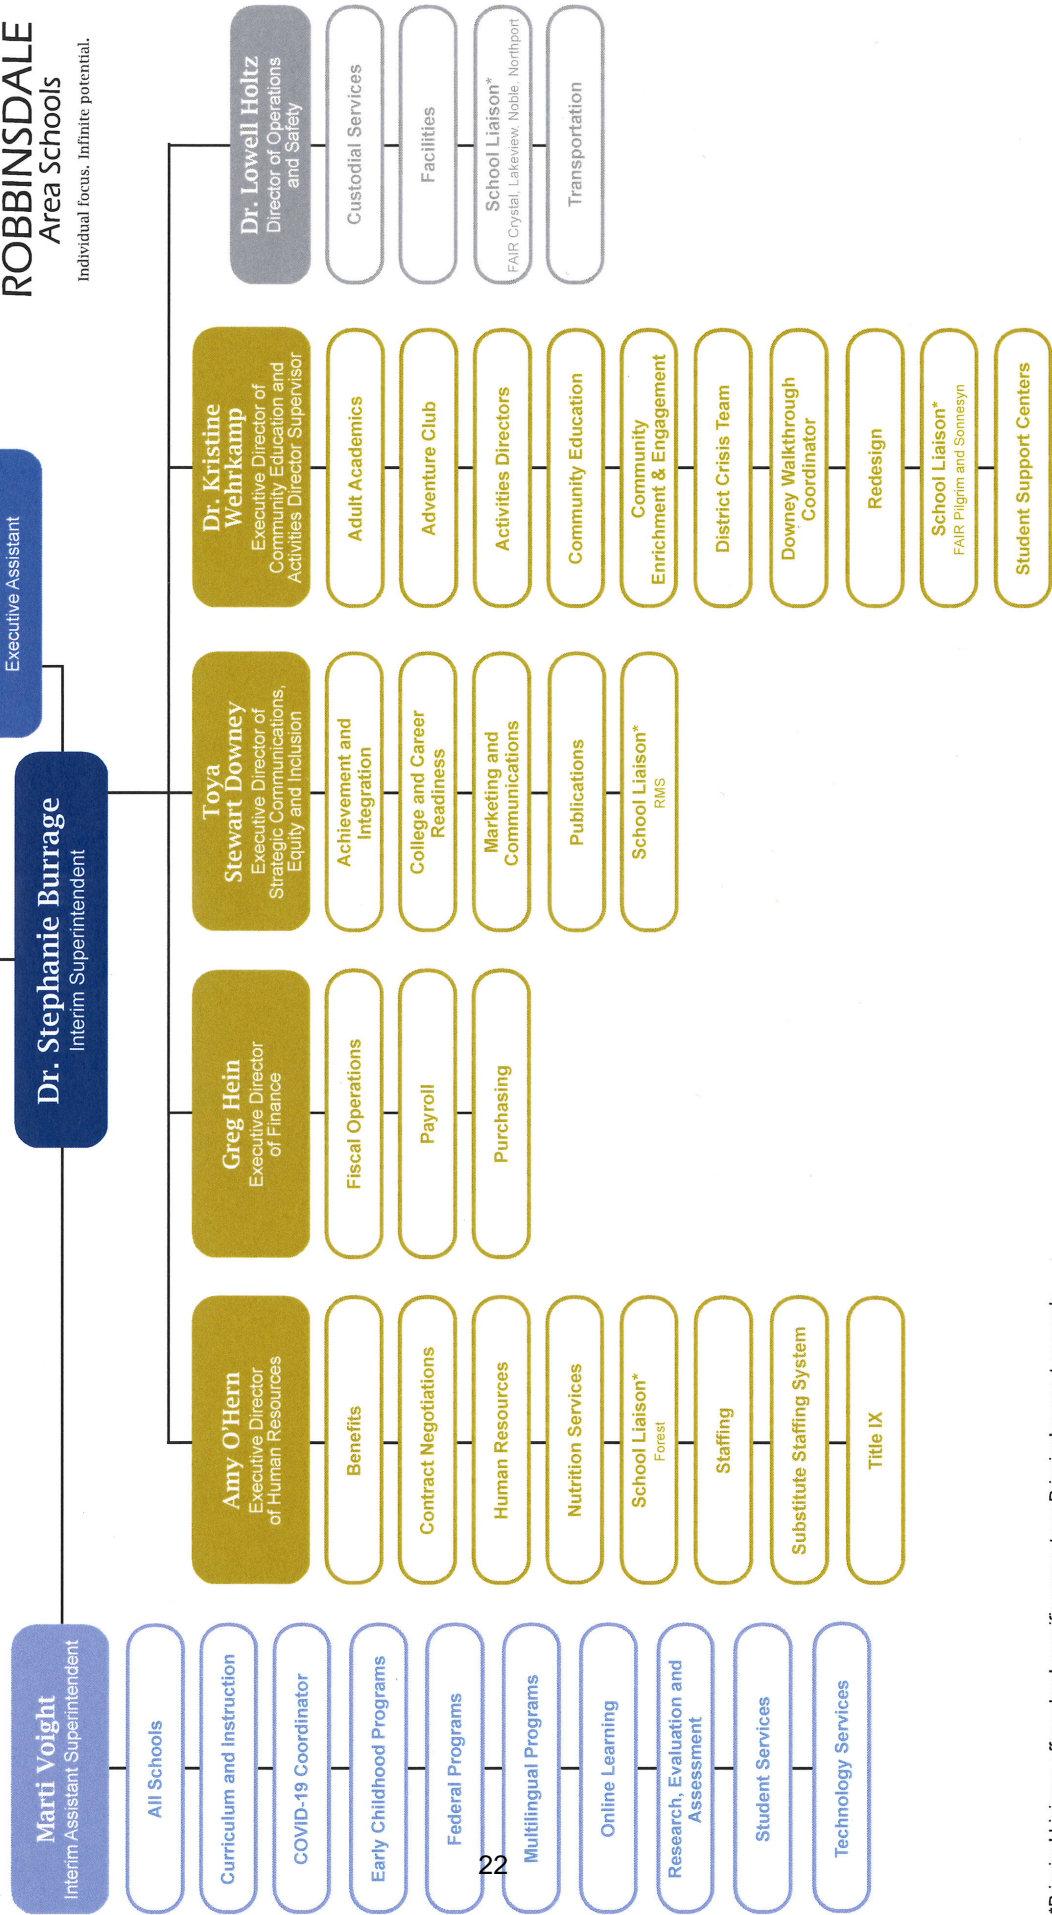 ROBBINSDALE
Area Schools
Individual focus. Infinite potential.
Executive Assistant
Dr. Stephanie Burrage
Interim Superintendent
Marti Voight
Interim Assistant Superintendent
All Schools
Curriculum and Instruction
COVID-19 Coordinator
Early Childhood Programs
Federal Programs
Multilingual Programs
Online Learning
Research, Evaluation and
Assessment
Student Services
Technology Services
Amy O'Hern
Executive Director
of Human Resources
Benefits
Contract Negotiations
Human Resources
Nutrition Services
School Liaison*
Forest
Staffing
Substitute Staffing System
Title IX
Greg Hein
Executive Director
of Finance
Fiscal Operations
Payroll
Purchasing
Toya
Stewart Downey
Executive Director of
Strategic Communications,
Equity and Inclusion
Achievement and
Integration
College and Career
Readiness
Marketing and
Communications
Publications
School Liaison*
RMS
Dr. Kristine
Wehrkamp
Executive Director of
Community Education and
Activities Director Supervisor
Adult Academics
Adventure Club
Activities Directors
Community Education
Community
Enrichment & Engagement
District Crisis Team
Downey Walkthrough
Coordinator
Redesign
School Liaison*
FAIR Pilgrim and Sonnesyn
Student Support Centers
Dr. Lowell Holtz
Director of Operations
and Safety
Custodial Services
Facilities
School Liaison*
FAIR Crystal, Lakeview, Noble, Northport
Transportation
22